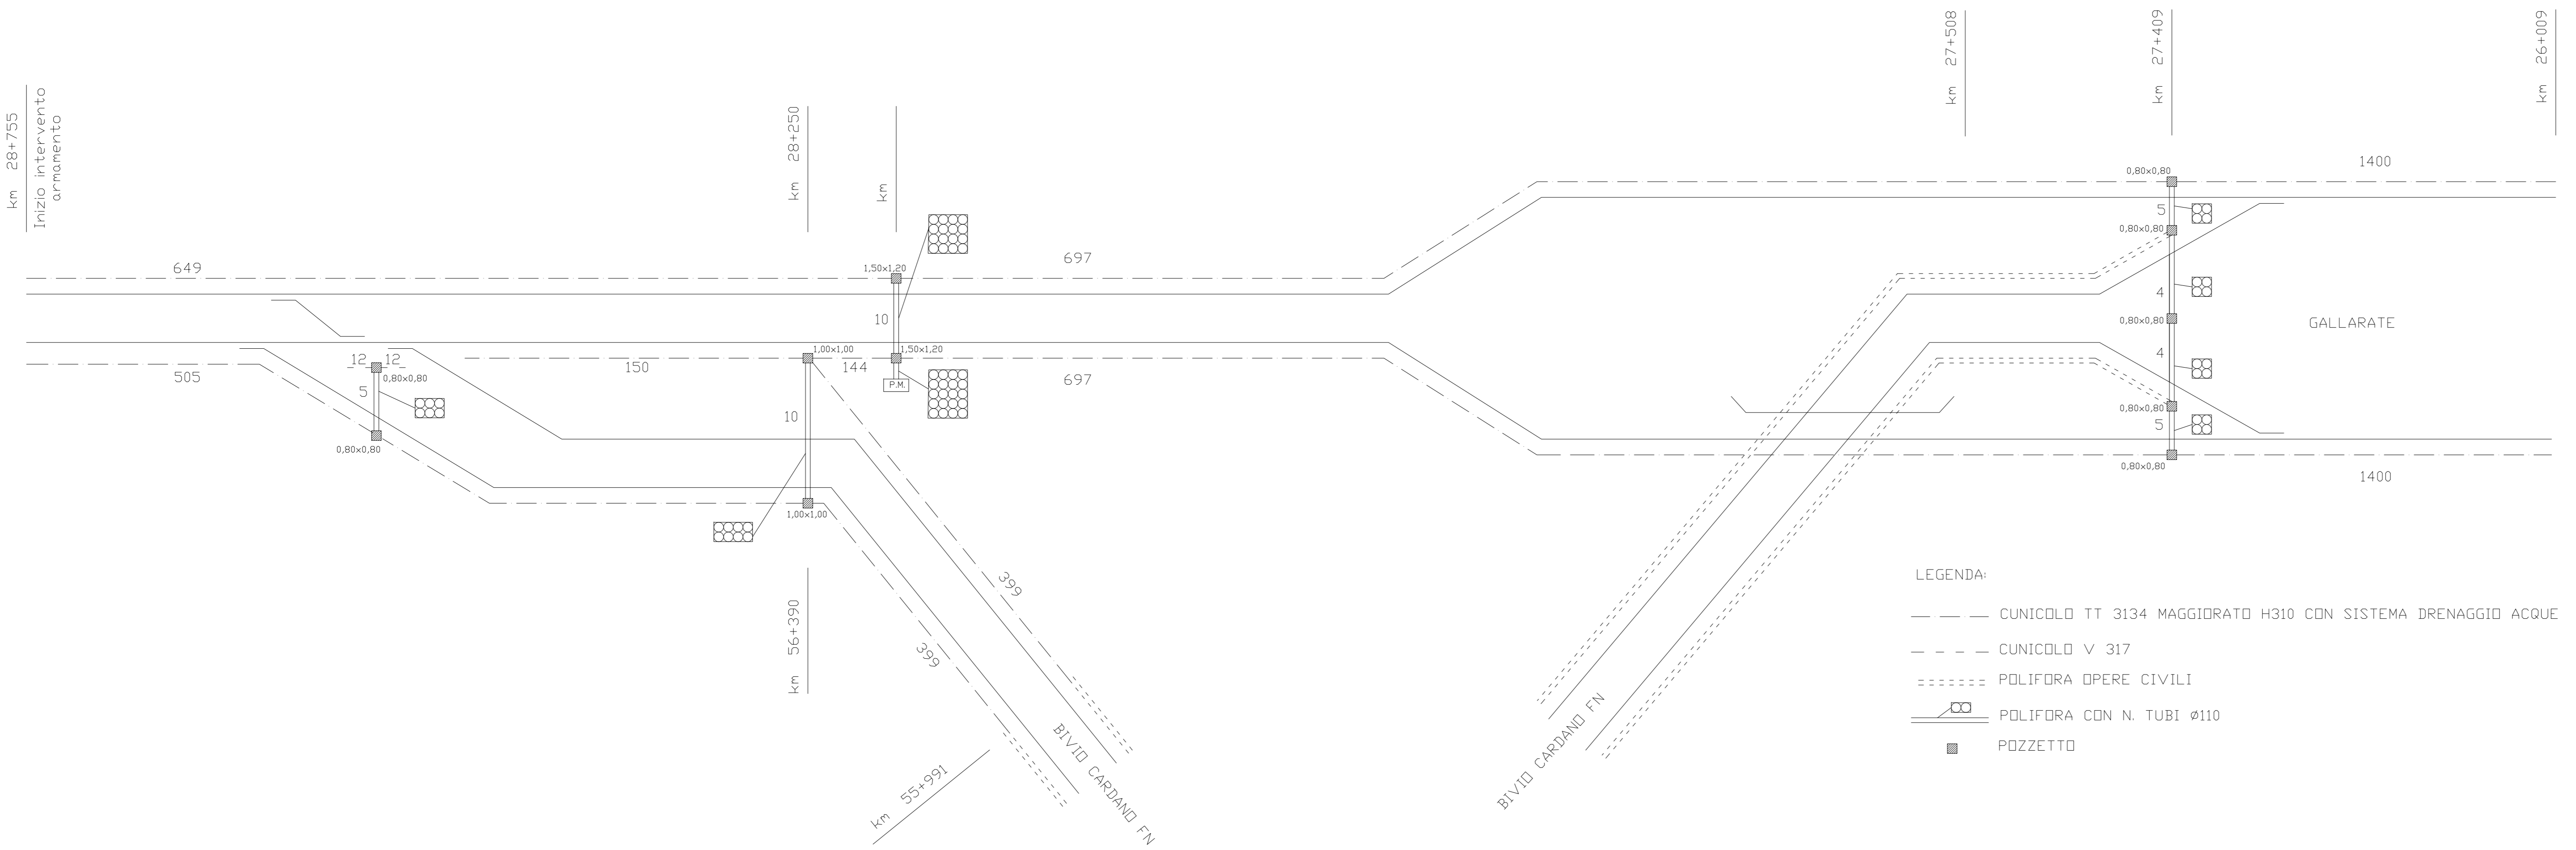 km 28+755
Inizio intervento
armamento
km 28+250
km
km 27+508
km 27+409
km 26+009
1400
0,80x0,80
5
0,80x0,80
649
1,50x1,20
697
4
10
0,80x0,80
GALLARATE
1,00x1,00
1,50x1,20
12
12
150
144
4
505
0,80x0,80
697
P.M.
5
10
0,80x0,80
5
0,80x0,80
0,80x0,80
1400
1,00x1,00
399
399
km 56+390
BIVIO CARDANO FN
km 55+991
BIVIO CARDANO FN
LEGENDA:
CUNICOLO TT 3134 MAGGIORATO H310 CON SISTEMA DRENAGGIO ACQUE
CUNICOLO V 317
POLIFORA OPERE CIVILI
POLIFORA CON N. TUBI Ø110
POZZETTO